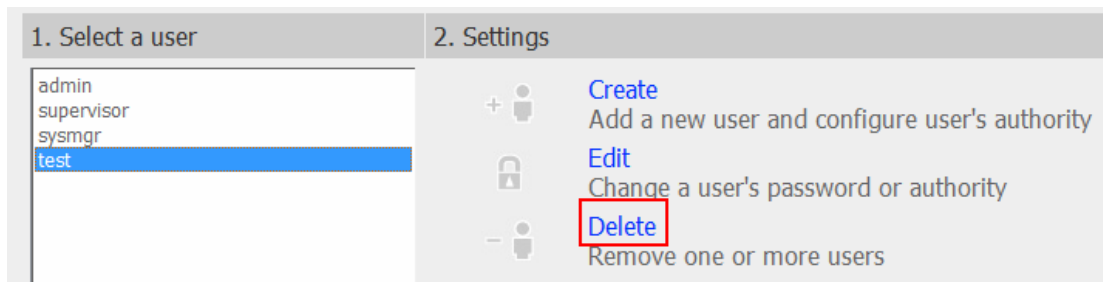 1. Select a user
2. Settings
admin
supervisor
sysmgr
test
Create
Add a new user and configure user's authority
Edit
Change a user's password or authority
Delete
Remove one or more users